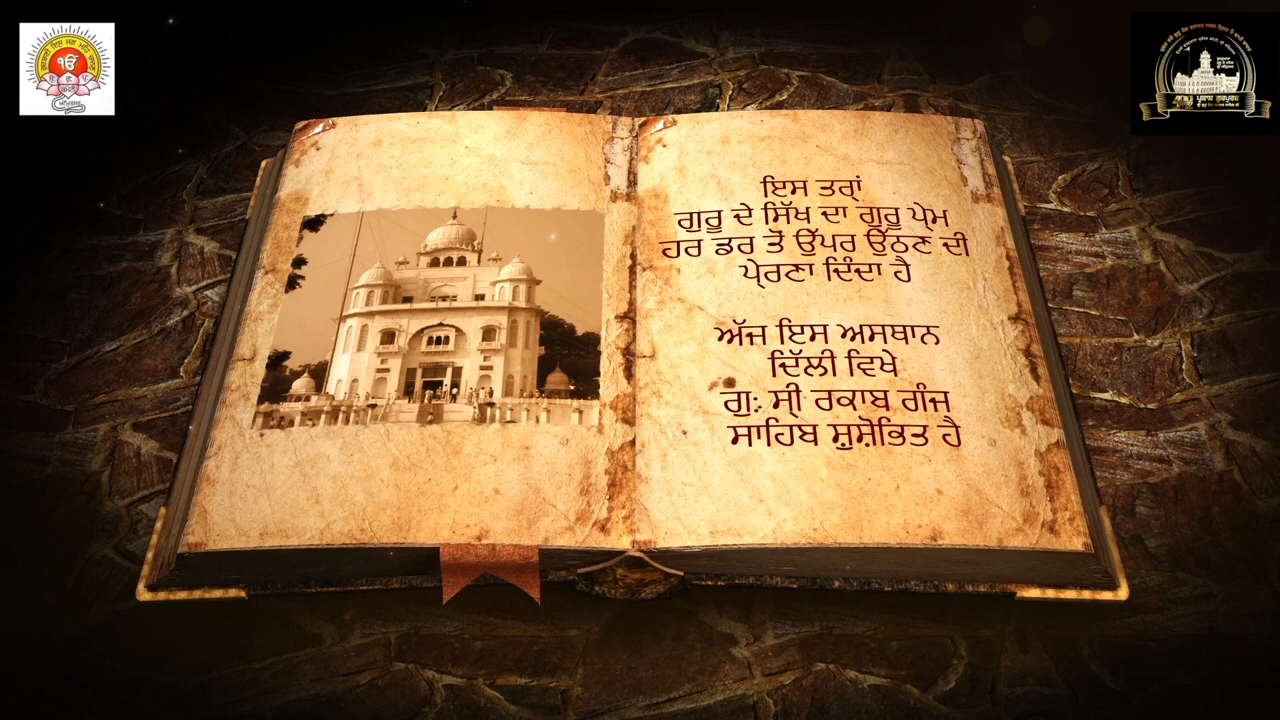 ੴ
ਇਸ ਤਰ੍ਹਾਂ
ਗੁਰੂ ਦੇ ਸਿੱਖ ਦਾ ਗੁਰੂ ਪ੍ਰੇਮ
ਹਰ ਡਰ ਤੋਂ ਉੱਪਰ ਉੱਠਣ ਦੀ
ਪ੍ਰੇਰਣਾ ਦਿੰਦਾ ਹੈ
ਅੱਜ ਇਸ ਅਸਥਾਨ
ਦਿੱਲੀ ਵਿਖੇ
ਗੁ: ਸ੍ਰੀ ਰਕਾਬ ਗੰਜ
ਸਾਹਿਬ ਸ਼ੁਸ਼ੋਭਿਤ ਹੈ